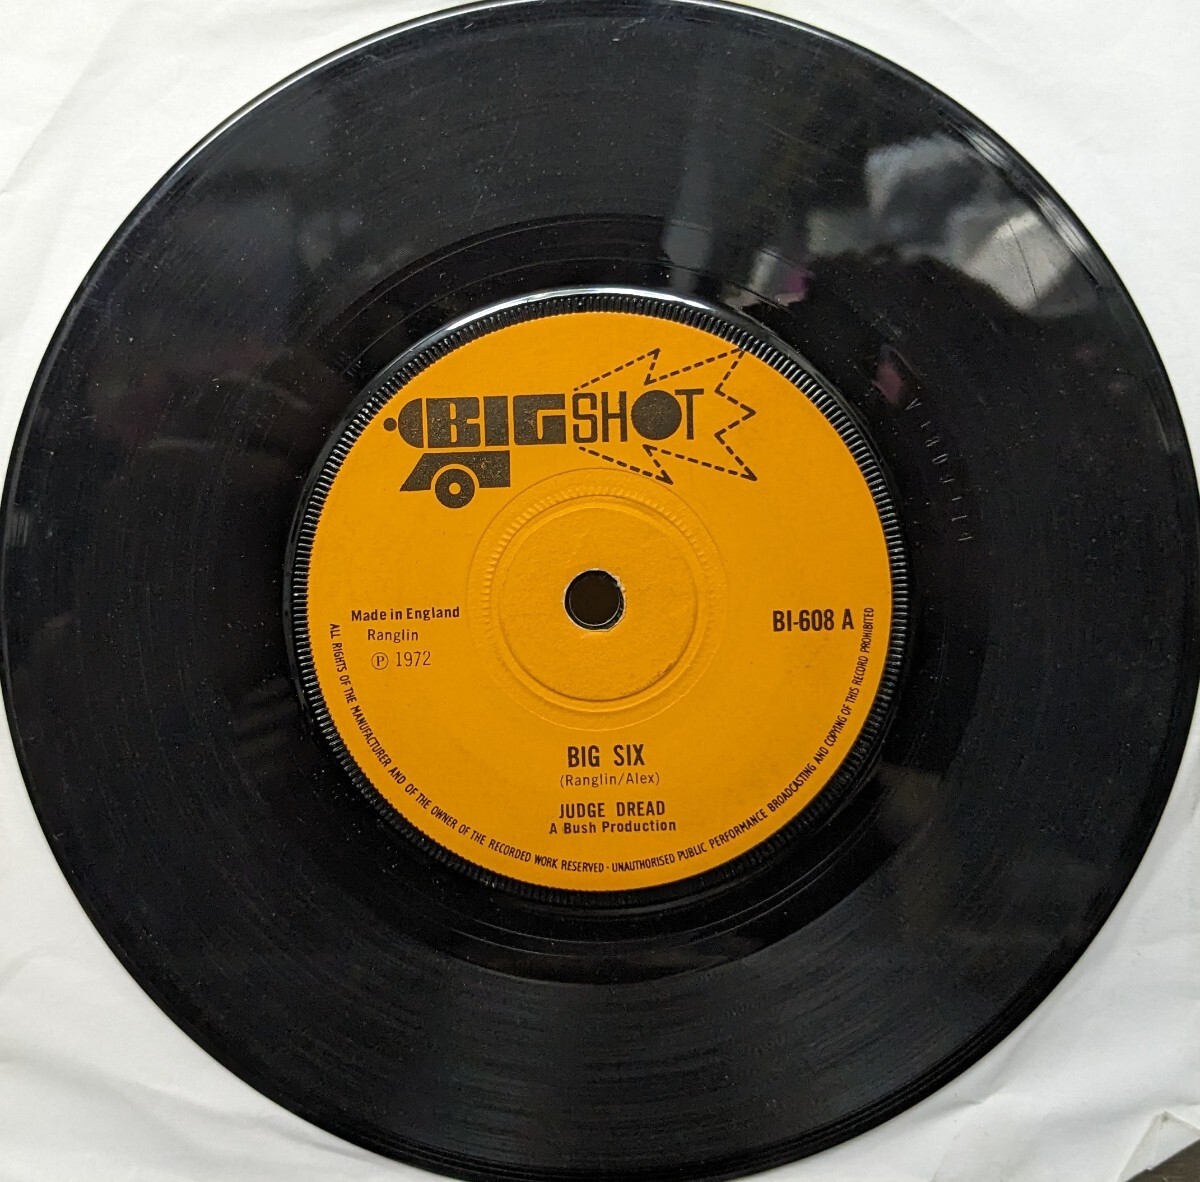 BIGSHOT
Made in England
Ranglin
Ⓟ 1972
BI-608 A
BIG SIX
(Ranglin/Alex)
JUDGE DREAD
A Bush Production
ALL RIGHTS OF THE MANUFACTURER AND OF THE OWNER OF THE RECORDED WORK RESERVED · UNAUTHORISED PUBLIC PERFORMANCE BROADCASTING AND COPYING OF THIS RECORD PROHIBITED